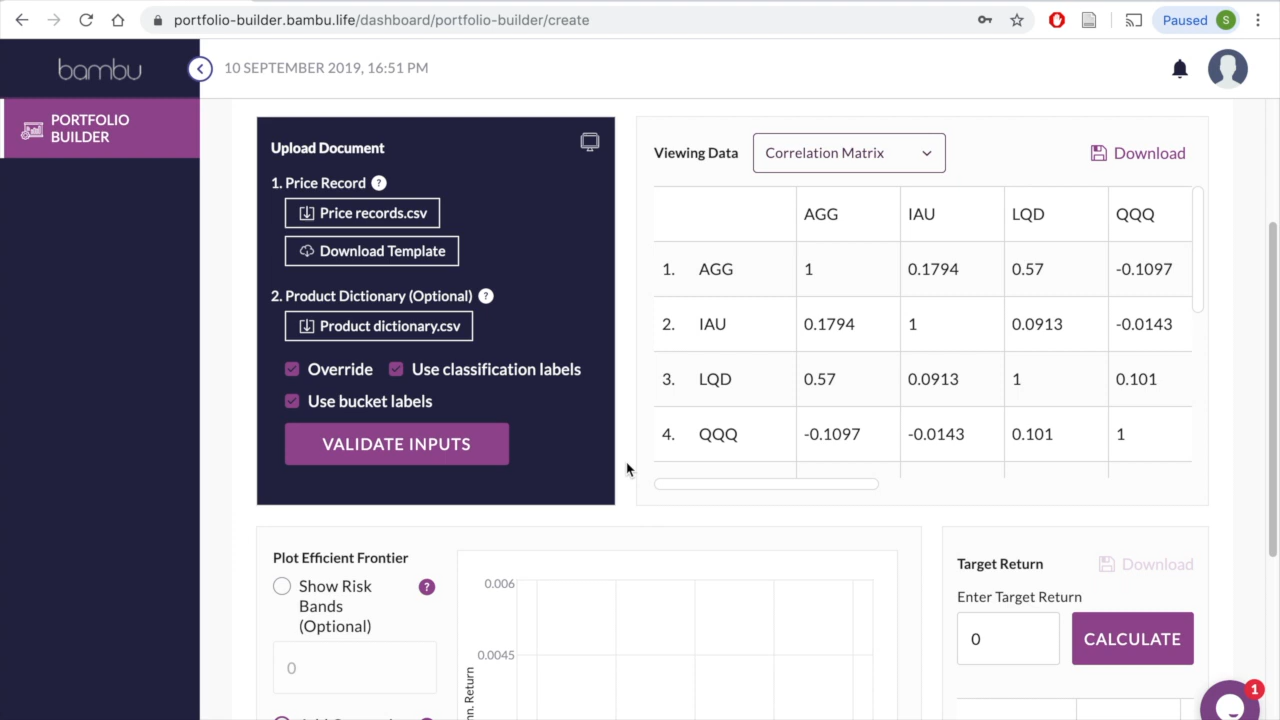 portfolio-builder.bambu.life/dashboard/portfolio-builder/create
Paused S
bambu
10 SEPTEMBER 2019, 16:51 PM
PORTFOLIO
BUILDER
Upload Document
1. Price Record ?
Price records.csv
Download Template
2. Product Dictionary (Optional) ?
Product dictionary.csv
Override Use classification labels
Use bucket labels
VALIDATE INPUTS
Viewing Data Correlation Matrix Download
AGG IAU LQD QQQ
1. AGG 1 0.1794 0.57 -0.1097
2. IAU 0.1794 1 0.0913 -0.0143
3. LQD 0.57 0.0913 1 0.101
4. QQQ -0.1097 -0.0143 0.101 1
Plot Efficient Frontier
Show Risk ?
Bands
(Optional)
0
0.006
0.0045
nn. Return
Target Return Download
Enter Target Return
0 CALCULATE
1